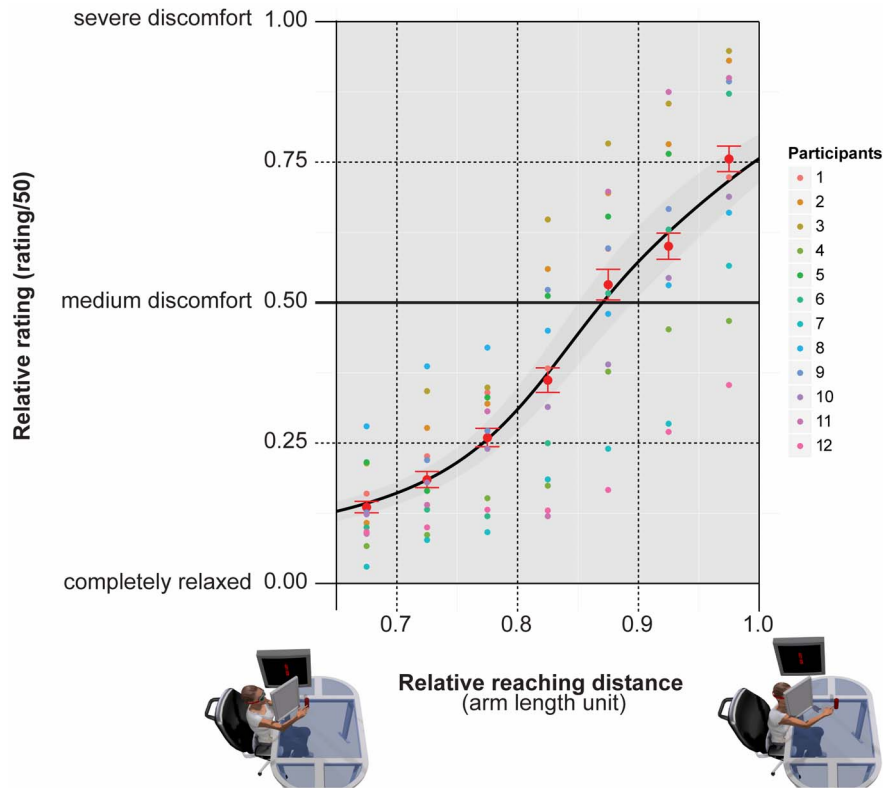 severe discomfort 1.00
0.75
medium discomfort 0.50
0.25
completely relaxed 0.00
Relative rating (rating/50)
0.7 0.8 0.9 1.0
Relative reaching distance
(arm length unit)
Participants
1
2
3
4
5
6
7
8
9
10
11
12